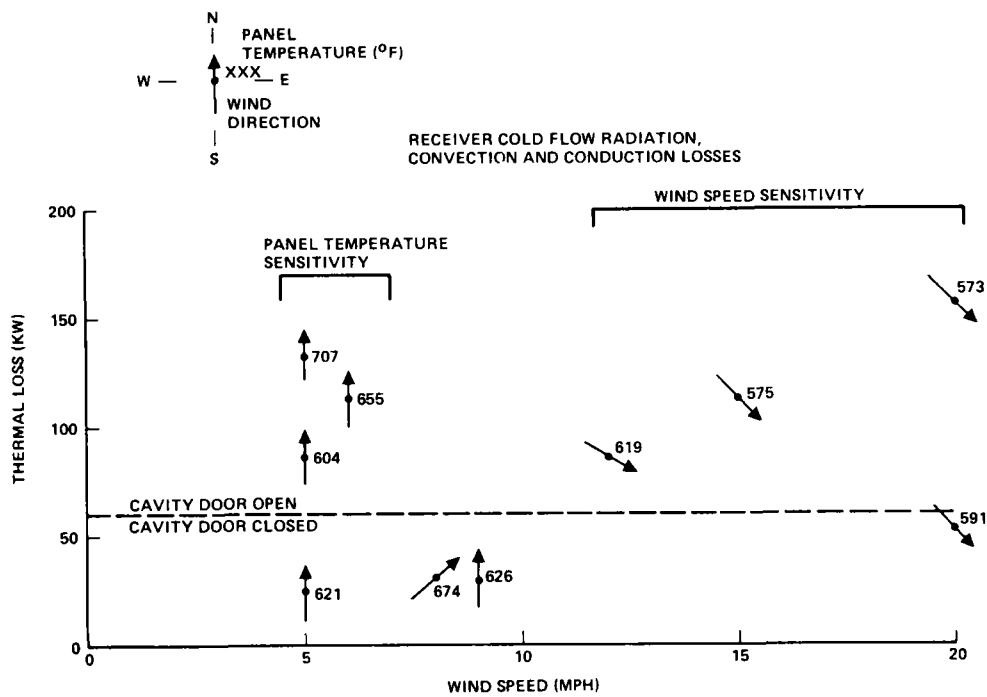 N
PANEL
TEMPERATURE (°F)
XXX
W
E
WIND
DIRECTION
S
RECEIVER COLD FLOW RADIATION,
CONVECTION AND CONDUCTION LOSSES
WIND SPEED SENSITIVITY
PANEL TEMPERATURE
SENSITIVITY
THERMAL LOSS (KW)
200
150
100
50
0
707
655
604
573
575
619
CAVITY DOOR OPEN
CAVITY DOOR CLOSED
591
621
674
626
0
5
10
15
20
WIND SPEED (MPH)